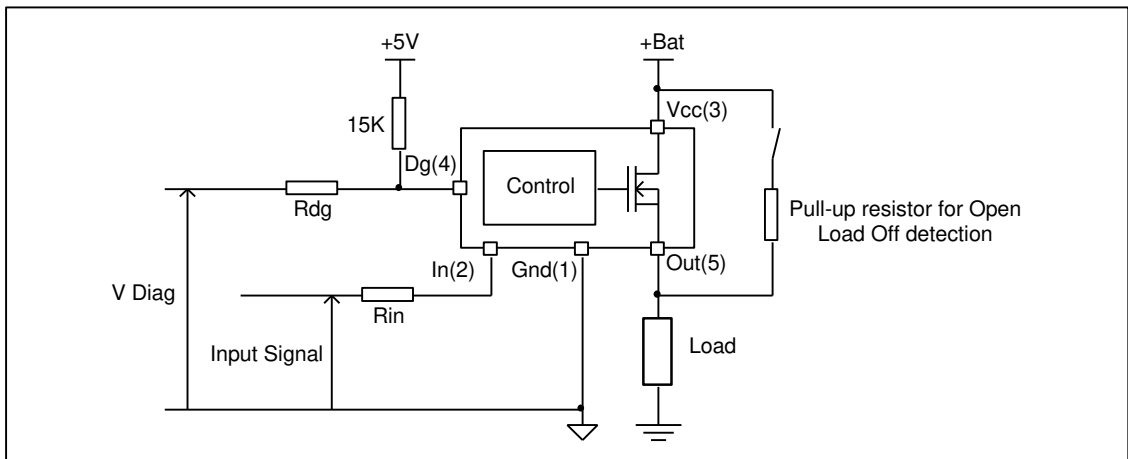 +5V
+Bat
15K
Vcc(3)
Dg(4)
Control
Rdg
Pull-up resistor for Open
Load Off detection
In(2)
Gnd(1)
Out(5)
V Diag
Rin
Input Signal
Load